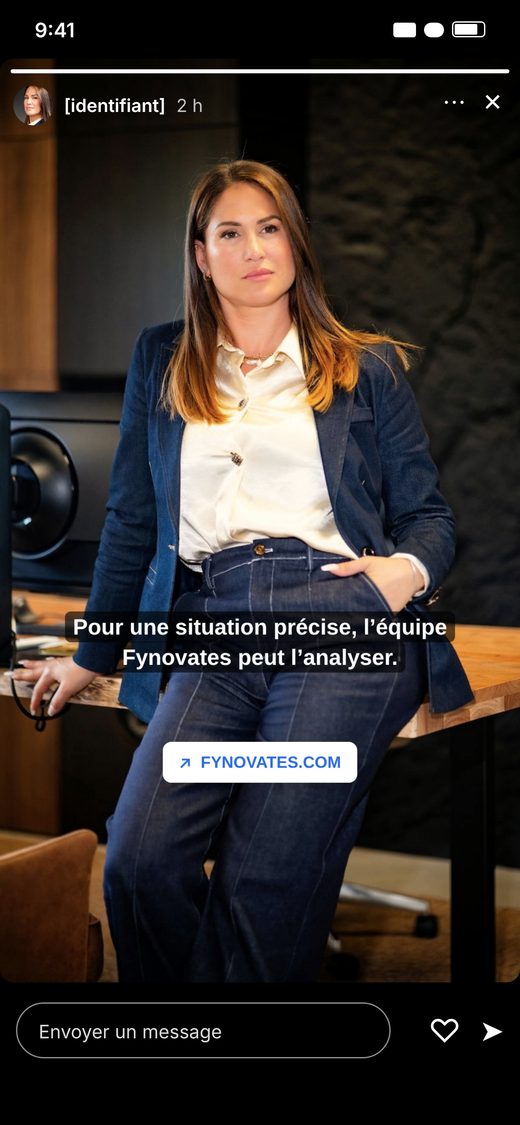 9:41
[identifiant] 2 h
Pour une situation précise, l’équipe
Fynovates peut l’analyser.
FYNOVATES.COM
Envoyer un message